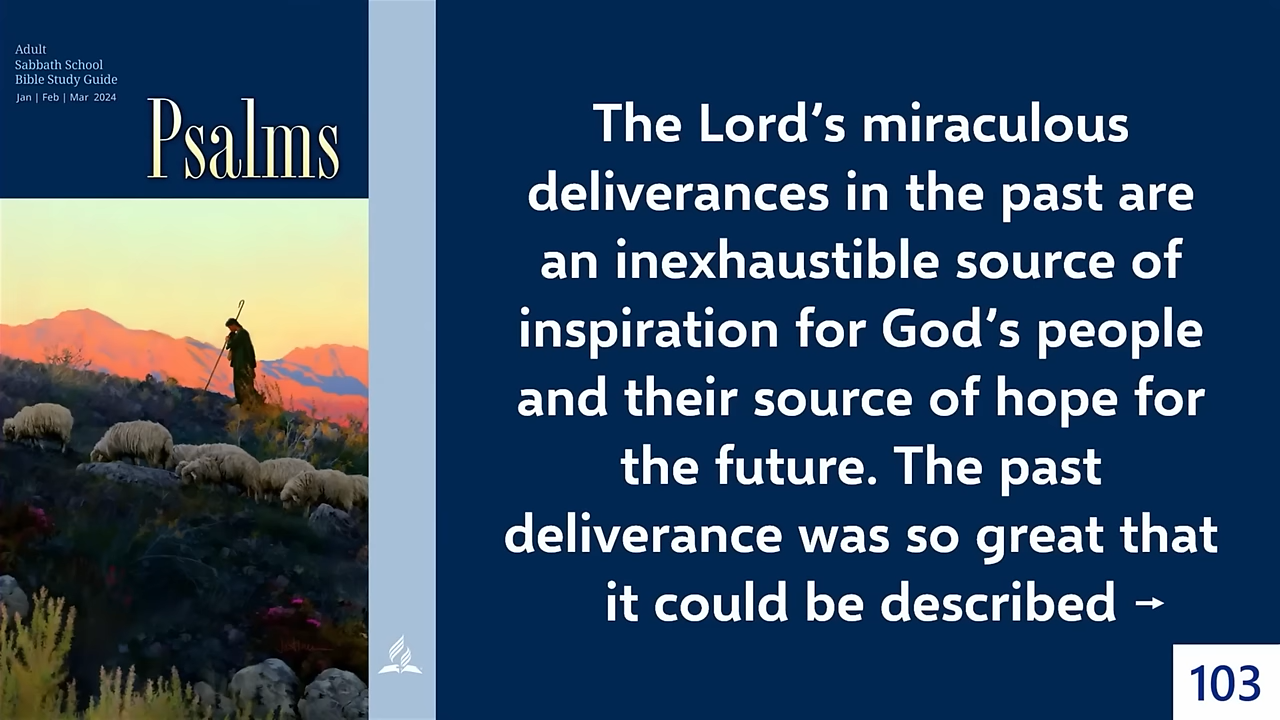 Adult
Sabbath School
Bible Study Guide
Jan | Feb | Mar 2024
Psalms
The Lord’s miraculous
deliverances in the past are
an inexhaustible source of
inspiration for God’s people
and their source of hope for
the future. The past
deliverance was so great that
it could be described →
103